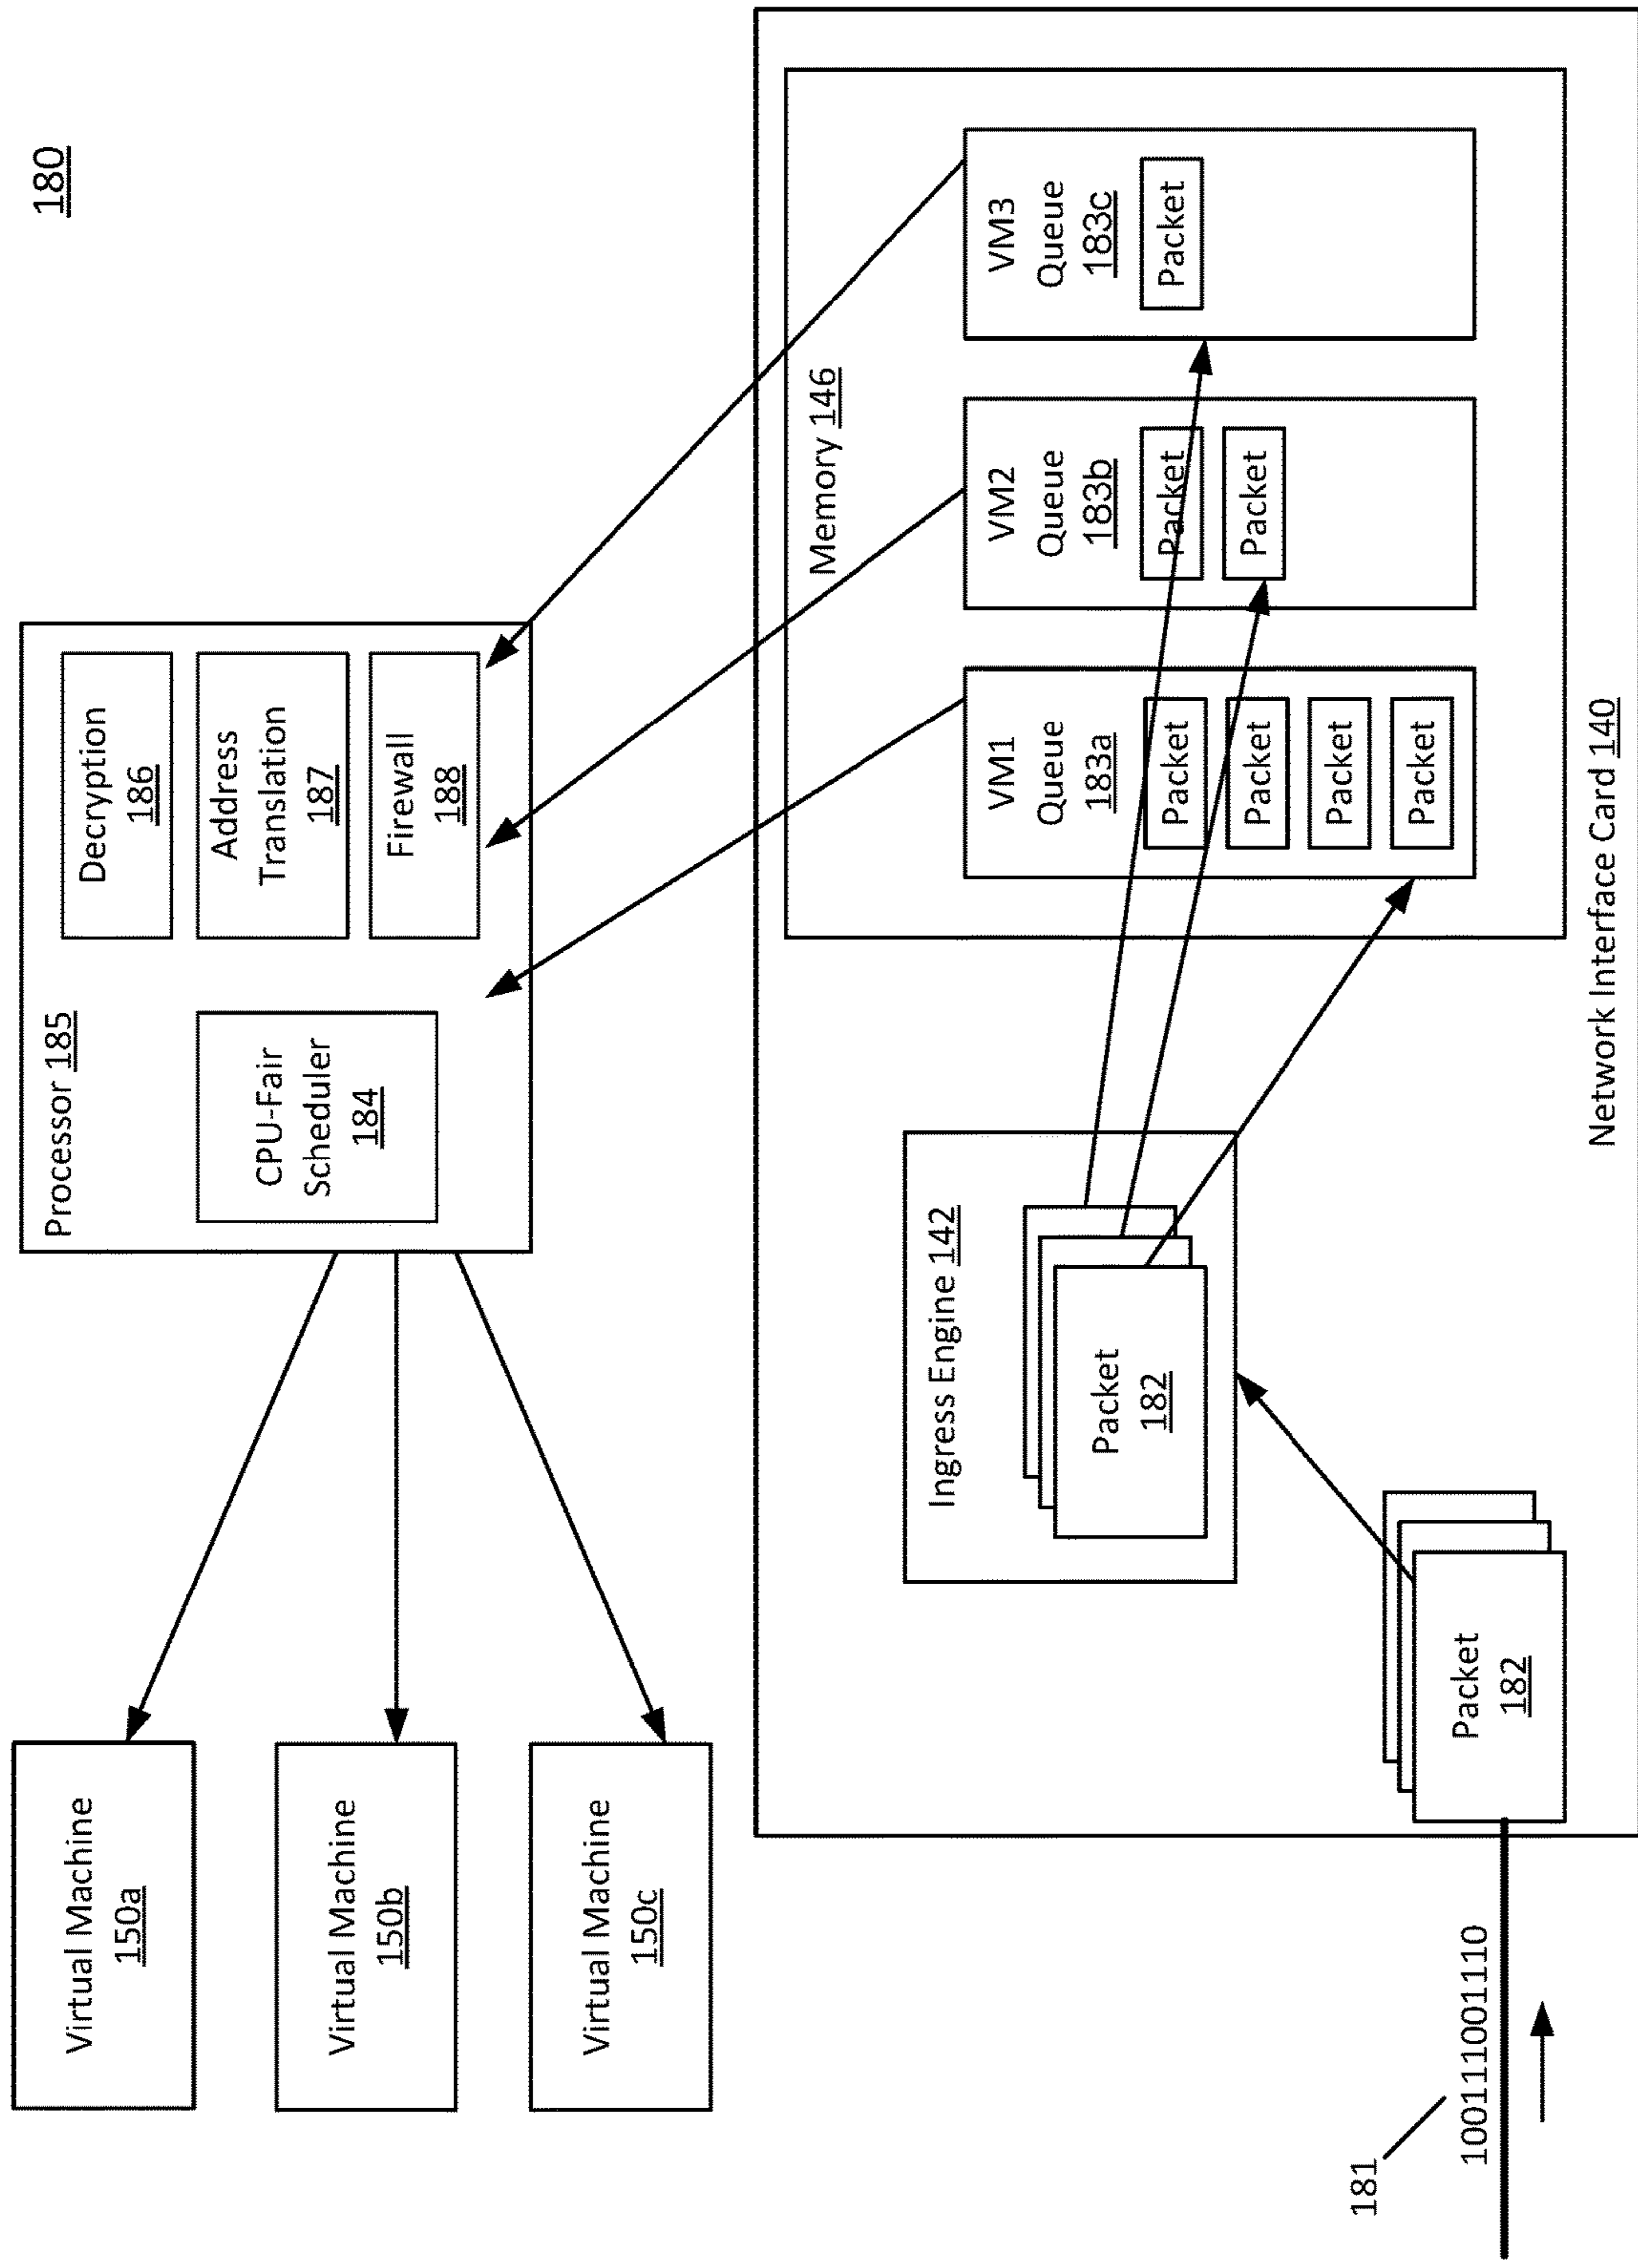 180
Virtual Machine
150a
Virtual Machine
150b
Virtual Machine
150c
Processor 185
CPU-Fair
Scheduler
184
Decryption
186
Address
Translation
187
Firewall
188
181
1001110011110
Packet
182
Ingress Engine 142
Packet
182
Memory 146
VM1
Queue
183a
Packet
Packet
Packet
Packet
VM2
Queue
183b
Packet
Packet
VM3
Queue
183c
Packet
Network Interface Card 140